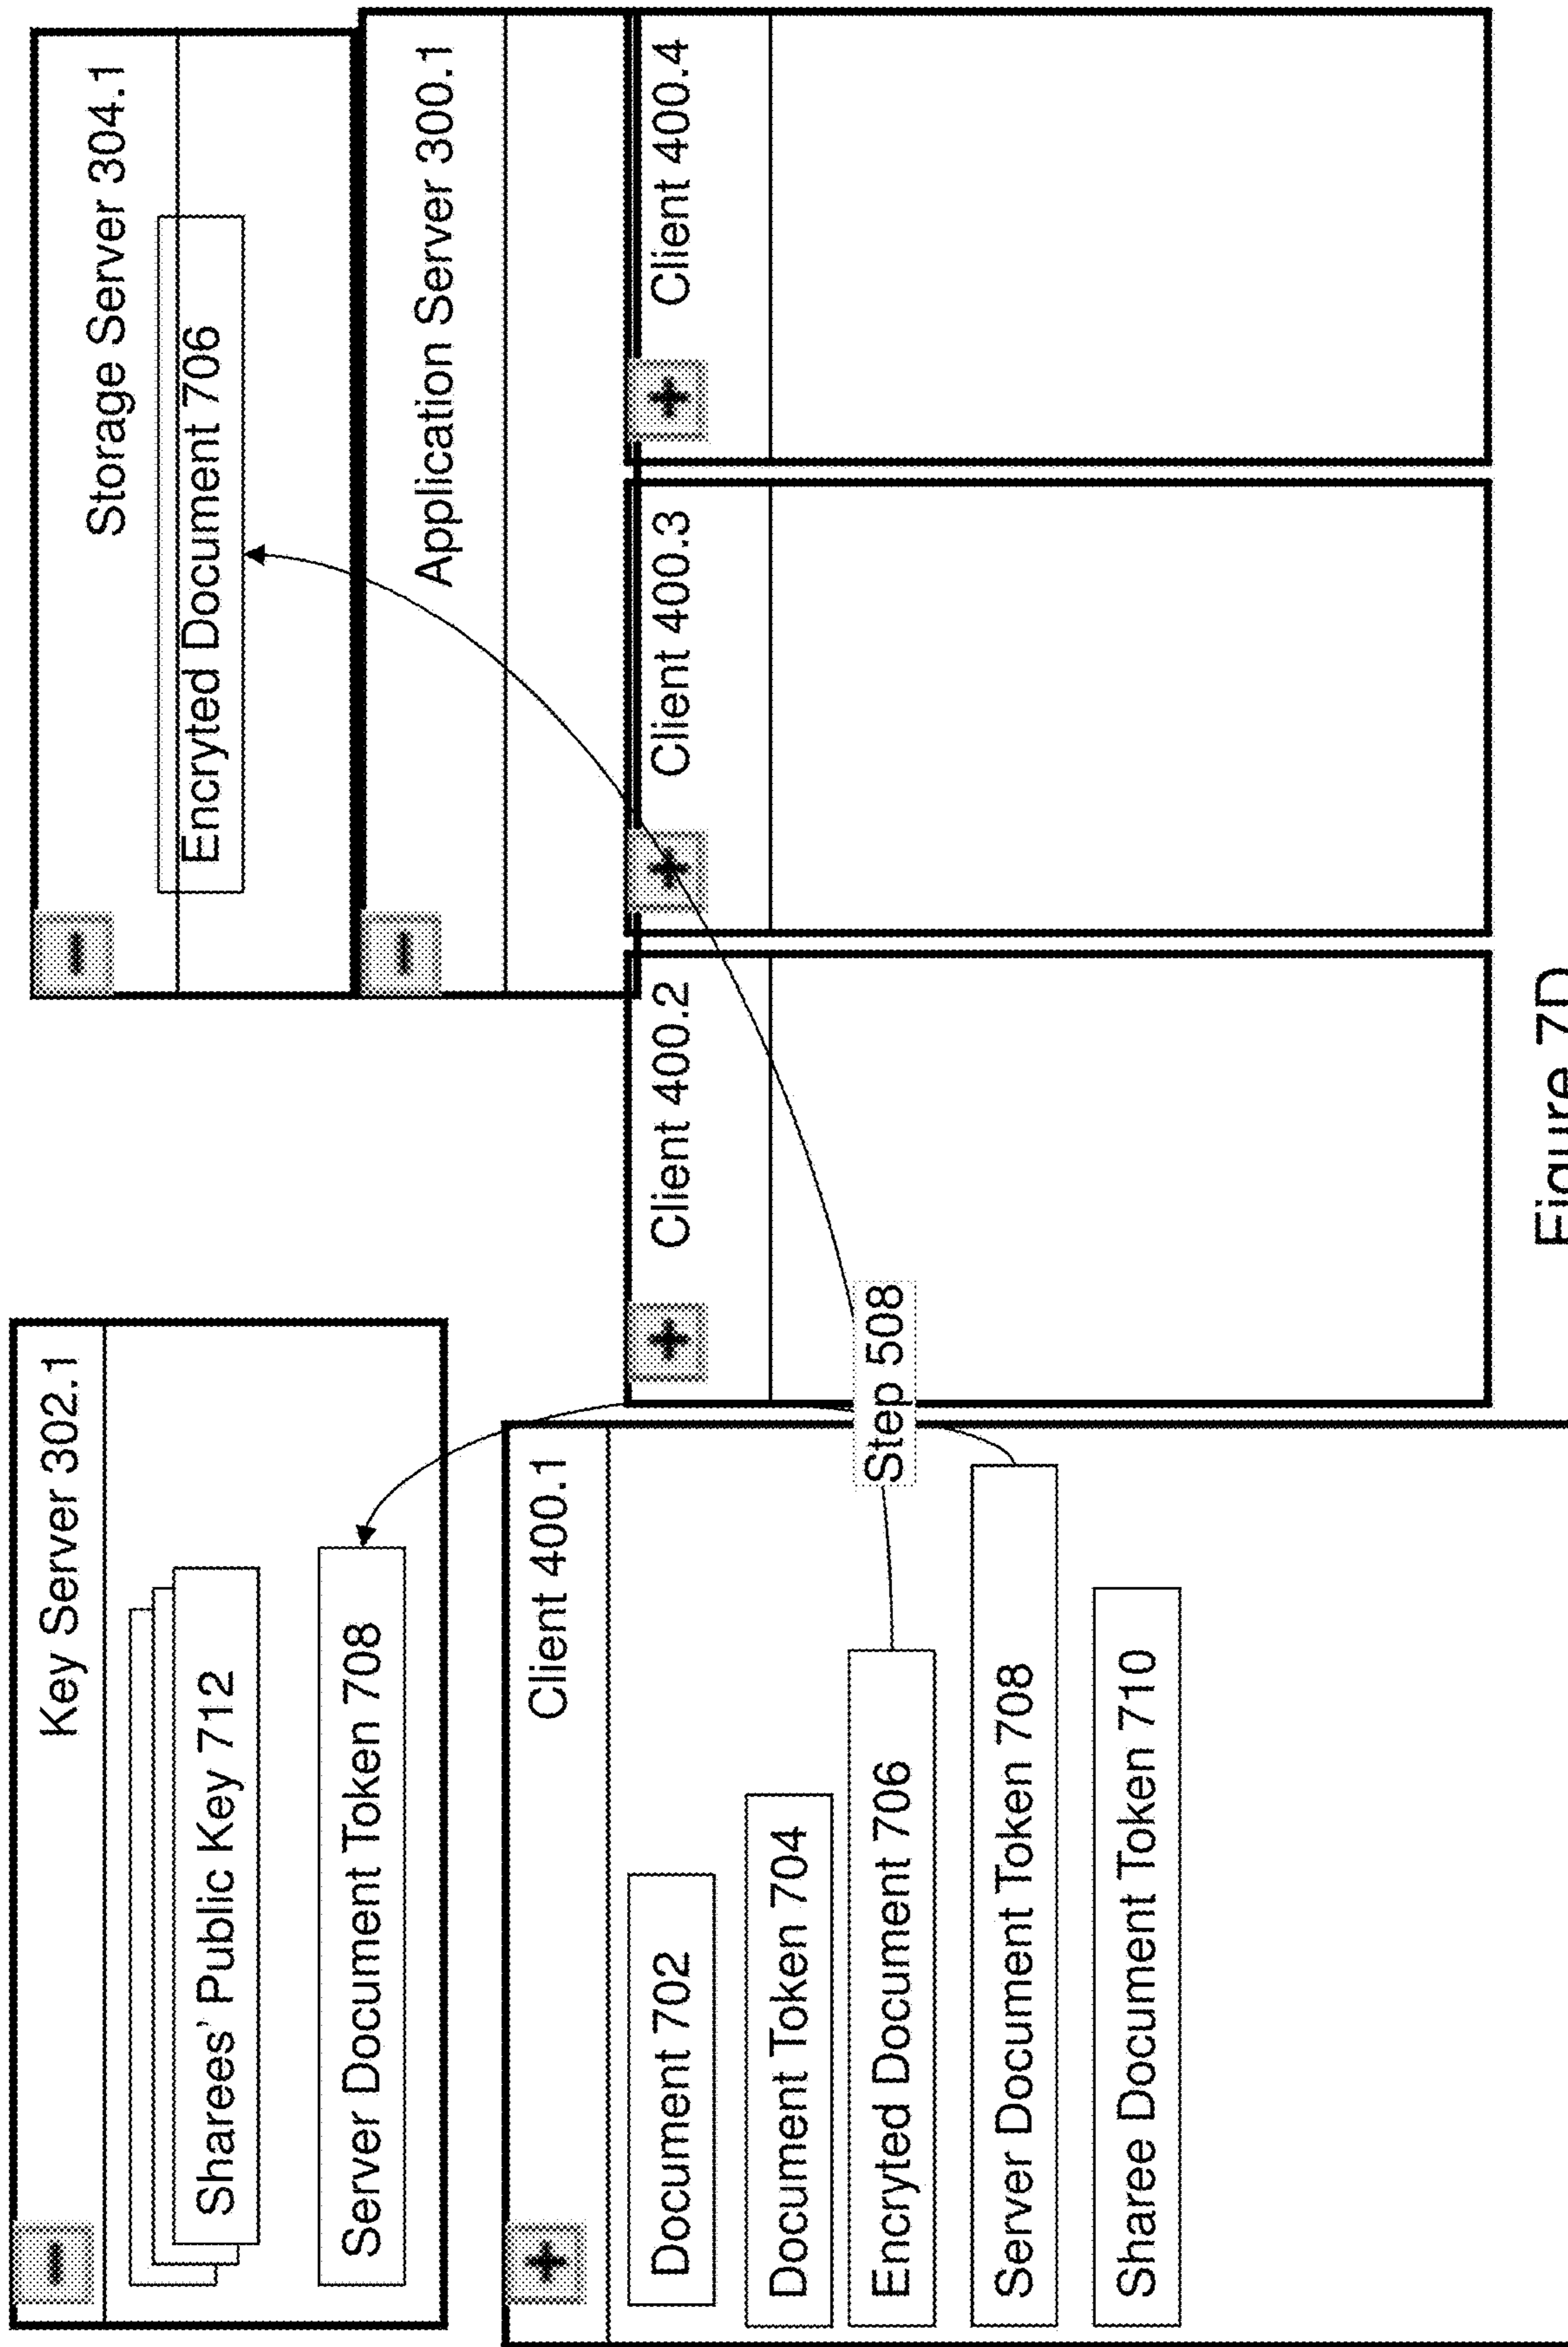 Key Server 302.1
Sharees' Public Key 712
Server Document Token 708
Storage Server 304.1
Encryted Document 706
Application Server 300.1
Client 400.1
Document 702
Document Token 704
Encryted Document 706
Server Document Token 708
Sharee Document Token 710
Step 508
Client 400.2
Client 400.3
Client 400.4
Figure 7D